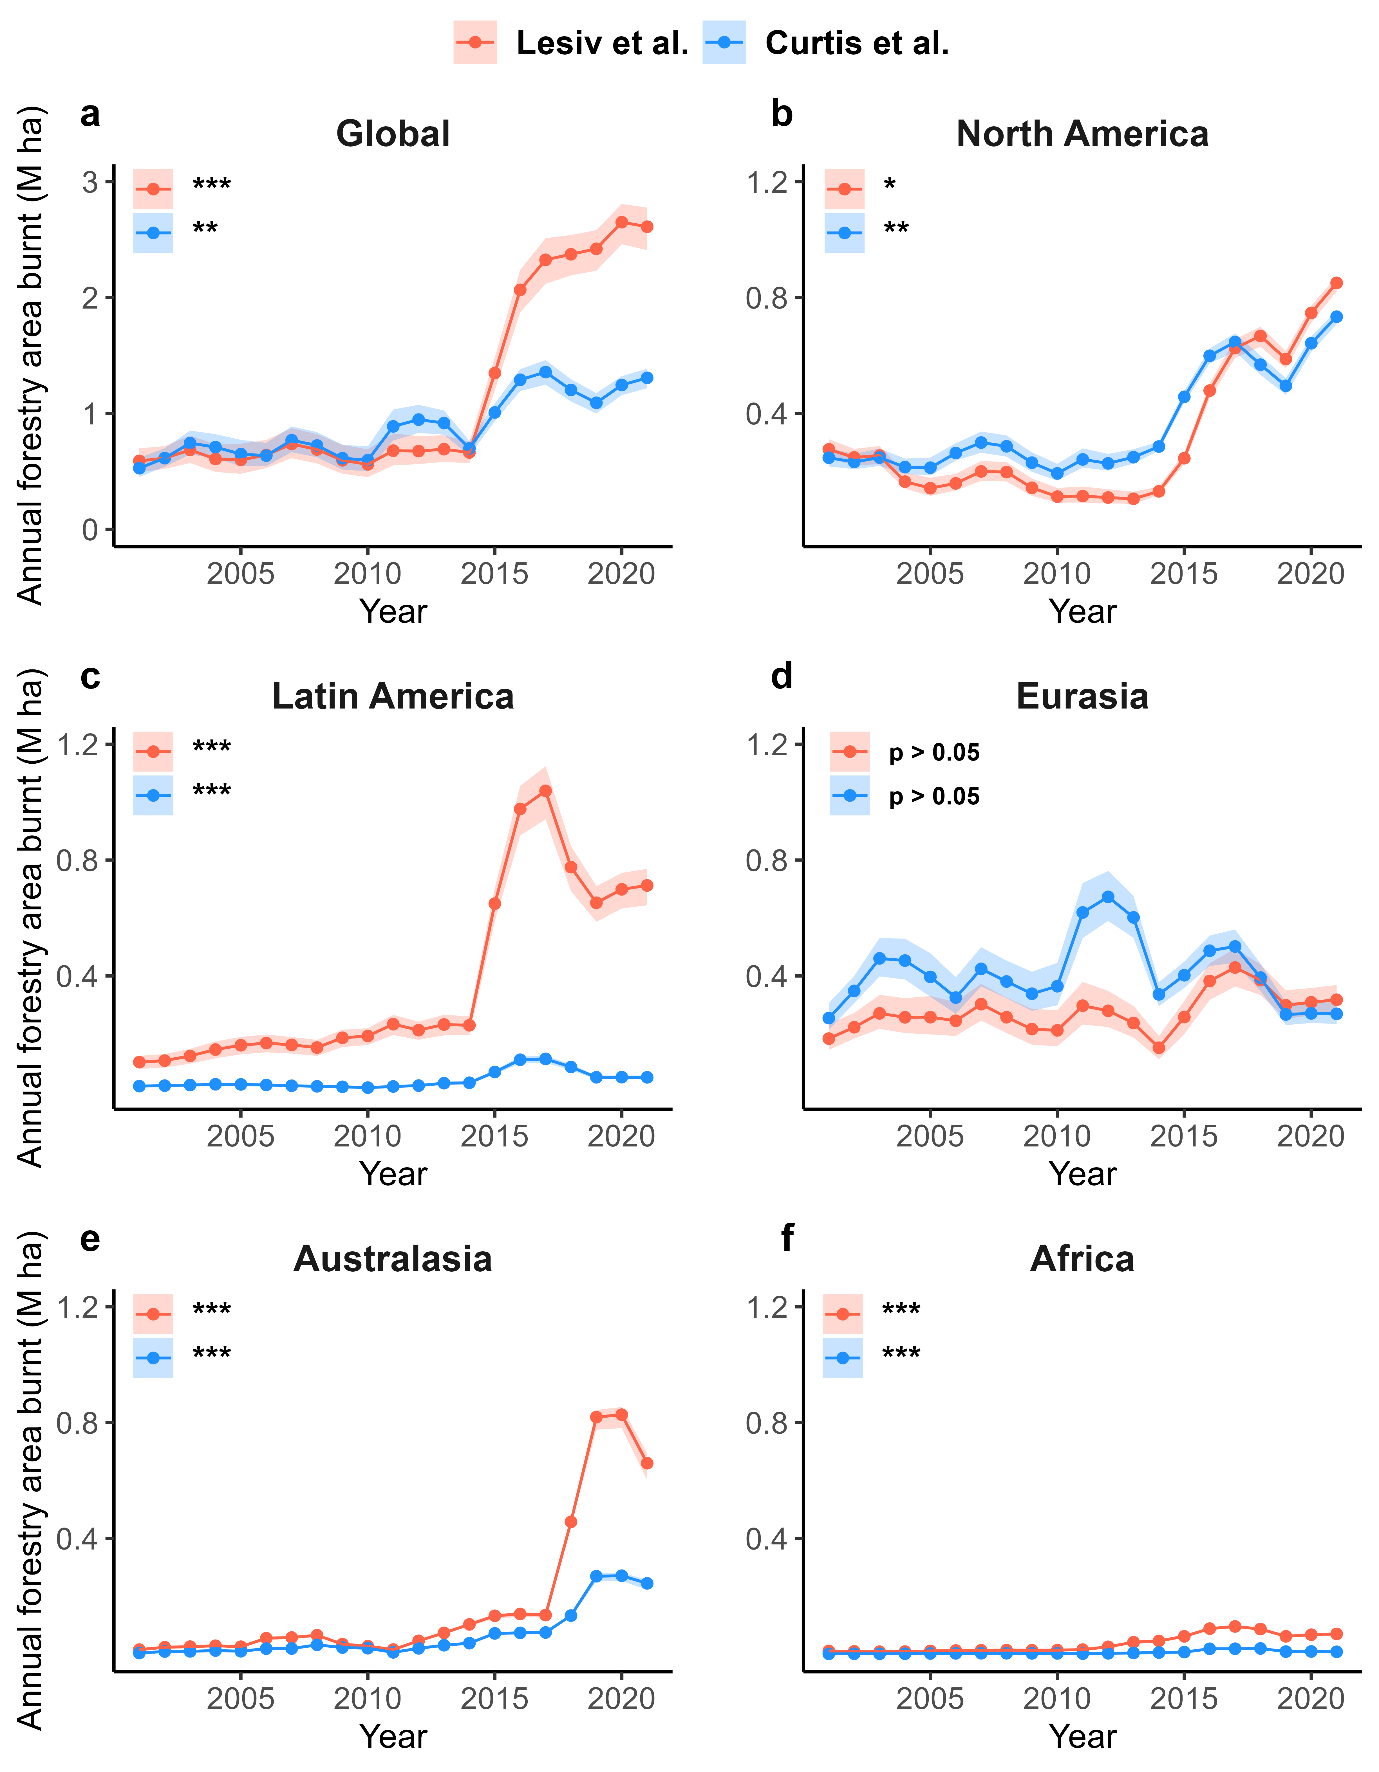 Lesiv et al. Curtis et al.
a Global
Annual forestry area burnt (M ha)
3
2
1
0
***
**
2005 2010 2015 2020
Year
b North America
1.2
0.8
0.4
*
**
2005 2010 2015 2020
Year
c Latin America
Annual forestry area burnt (M ha)
1.2
0.8
0.4
***
***
2005 2010 2015 2020
Year
d Eurasia
1.2
0.8
0.4
p > 0.05
p > 0.05
2005 2010 2015 2020
Year
e Australasia
Annual forestry area burnt (M ha)
1.2
0.8
0.4
***
***
2005 2010 2015 2020
Year
f Africa
1.2
0.8
0.4
***
***
2005 2010 2015 2020
Year